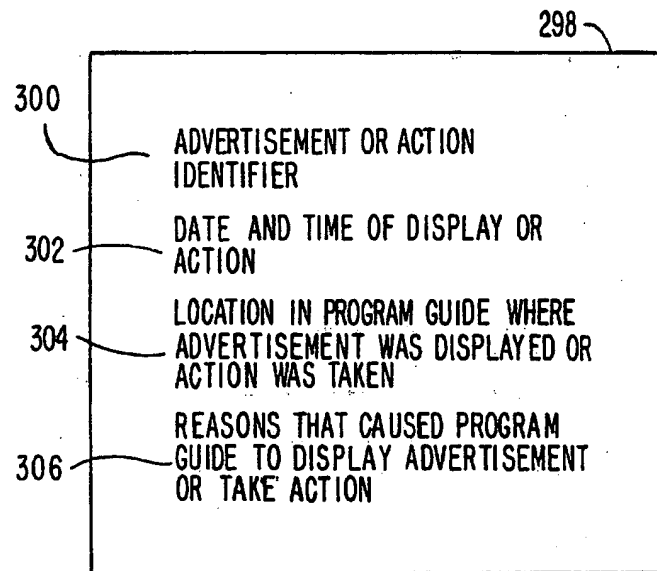 298
300
ADVERTISEMENT OR ACTION
IDENTIFIER
302
DATE AND TIME OF DISPLAY OR
ACTION
304
LOCATION IN PROGRAM GUIDE WHERE
ADVERTISEMENT WAS DISPLAYED OR
ACTION WAS TAKEN
306
REASONS THAT CAUSED PROGRAM
GUIDE TO DISPLAY ADVERTISEMENT
OR TAKE ACTION